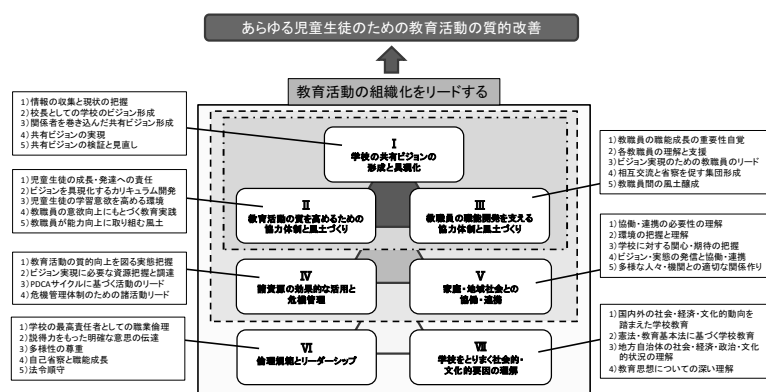 あらゆる児童生徒のための教育活動の質的改善
教育活動の組織化をリードする
1)情報の収集と現状の把握
2)校長としての学校のビジョン形成
3)関係者を巻き込んだ共有ビジョン形成
4)共有ビジョンの実現
5)共有ビジョンの検証と見直し
Ⅰ
学校の共有ビジョンの
形成と具現化
1)教職員の職能成長の重要性自覚
2)各教職員の理解と支援
3)ビジョン実現のための教職員のリード
4)相互交流と省察を促す集団形成
5)教職員間の風土醸成
1)児童生徒の成長・発達への責任
2)ビジョンを具現化するカリキュラム開発
3)児童生徒の学習意欲を高める環境
4)教職員の意欲向上にもとづく教育実践
5)教職員が能力向上に取り組む風土
Ⅱ
教育活動の質を高めるための
協力体制と風土づくり
Ⅲ
教職員の職能開発を支える
協力体制と風土づくり
1)協働・連携の必要性の理解
2)環境の把握と理解
3)学校に対する関心・期待の把握
4)ビジョン・実態の発信と協働・連携
5)多様な人々・機関との適切な関係作り
1)教育活動の質的向上を図る実態把握
2)ビジョン実現に必要な資源把握と調達
3)PDCAサイクルに基づく活動のリード
4)危機管理体制のための諸活動リード
Ⅳ
諸資源の効果的な活用と
危機管理
Ⅴ
家庭・地域社会との
協働・連携
1)学校の最高責任者としての職業倫理
2)説得力をもった明確な意思の伝達
3)多様性の尊重
4)自己省察と職能成長
5)法令順守
Ⅵ
倫理規範とリーダーシップ
Ⅶ
学校をとりまく社会的・
文化的要因の理解
1)国内外の社会・経済・文化的動向を
踏まえた学校教育
2)憲法・教育基本法に基づく学校教育
3)地方自治体の社会・経済・政治・文化
的状況の理解
4)教育思想についての深い理解